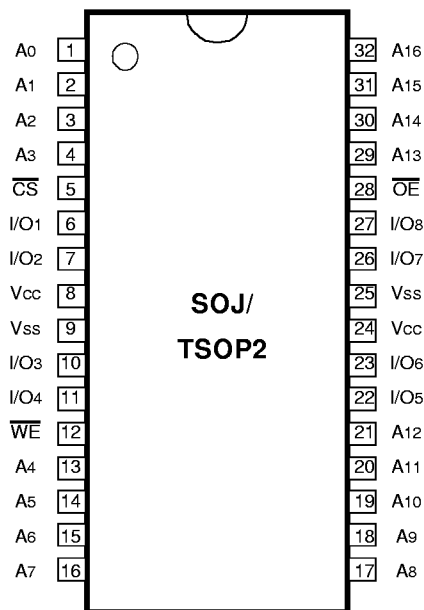 A0 1 32 A16
A1 2 31 A15
A2 3 30 A14
A3 4 29 A13
C̅S̅ 5 28 O̅E̅
I/O1 6 27 I/O8
I/O2 7 26 I/O7
Vcc 8 25 Vss
Vss 9 24 Vcc
SOJ/
TSOP2
I/O3 10 23 I/O6
I/O4 11 22 I/O5
W̅E̅ 12 21 A12
A4 13 20 A11
A5 14 19 A10
A6 15 18 A9
A7 16 17 A8